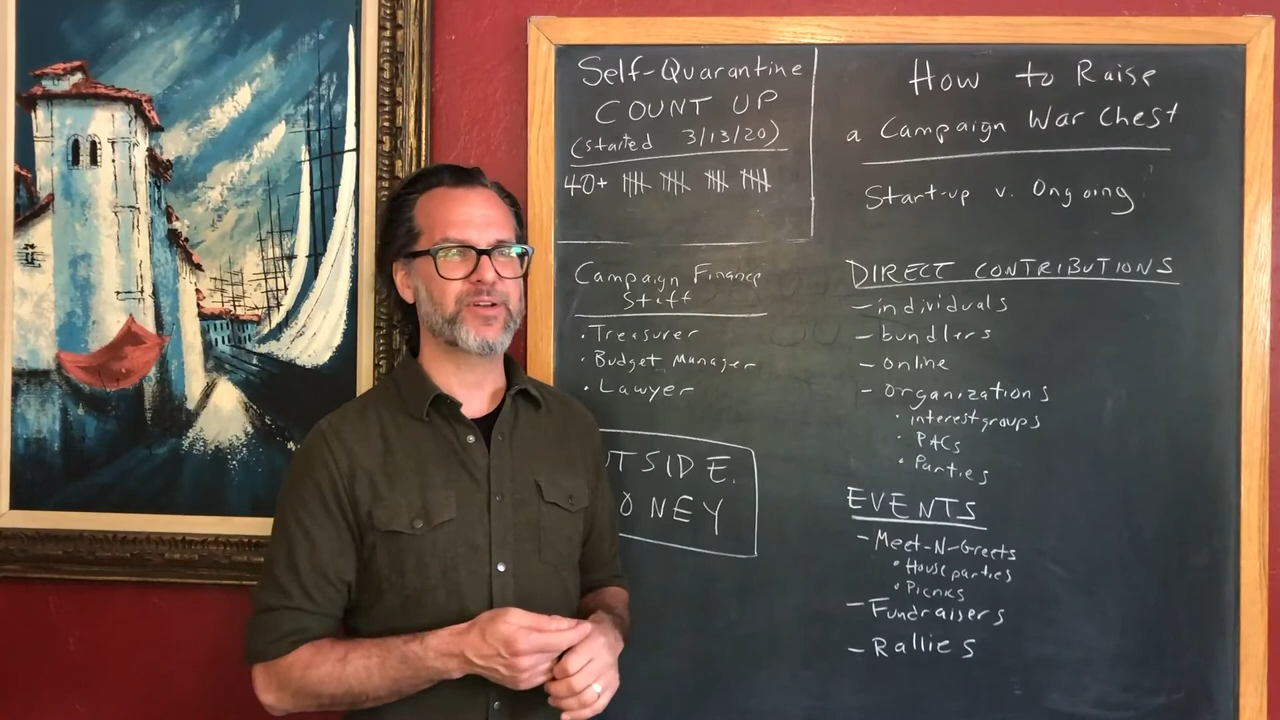 Self-Quarantine
COUNT UP
(Started 3/13/20)
40+
Campaign Finance
Staff
• Treasurer
• Budget Manager
• Lawyer
UTSIDE
ONEY
How to Raise
a Campaign War Chest
Start-up v. Ongoing
DIRECT CONTRIBUTIONS
- individuals
- bundlers
- online
- organizations
• interest groups
• PACs
• Parties
EVENTS
- Meet-N-Greets
• House parties
• Picnics
- Fundraisers
- Rallies